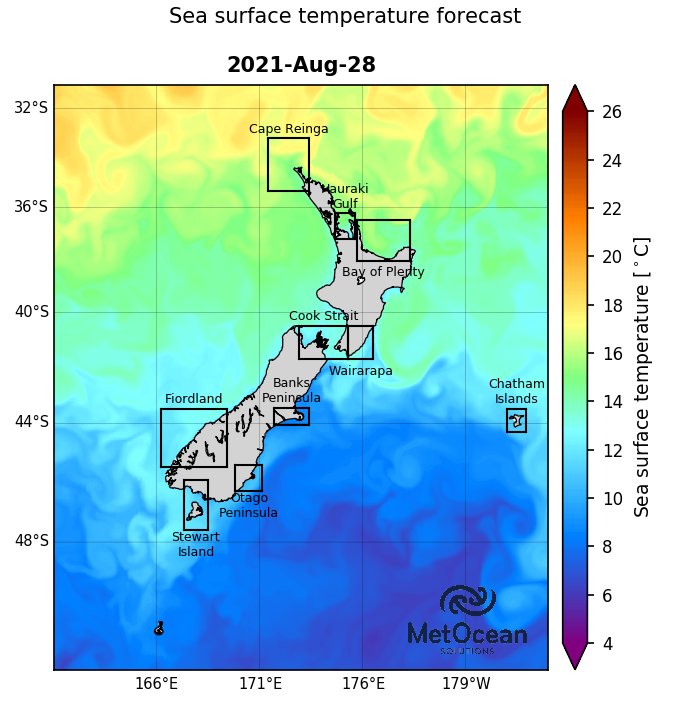 Sea surface temperature forecast
2021-Aug-28
32°S
36°S
40°S
44°S
48°S
166°E
171°E
176°E
179°W
Cape Reinga
Hauraki
Gulf
Bay of Plenty
Cook Strait
Wairarapa
Banks
Peninsula
Fiordland
Chatham
Islands
Otago
Peninsula
Stewart
Island
MetOcean
SOLUTIONS
26
24
22
20
18
16
14
12
10
8
6
4
Sea surface temperature [°C]